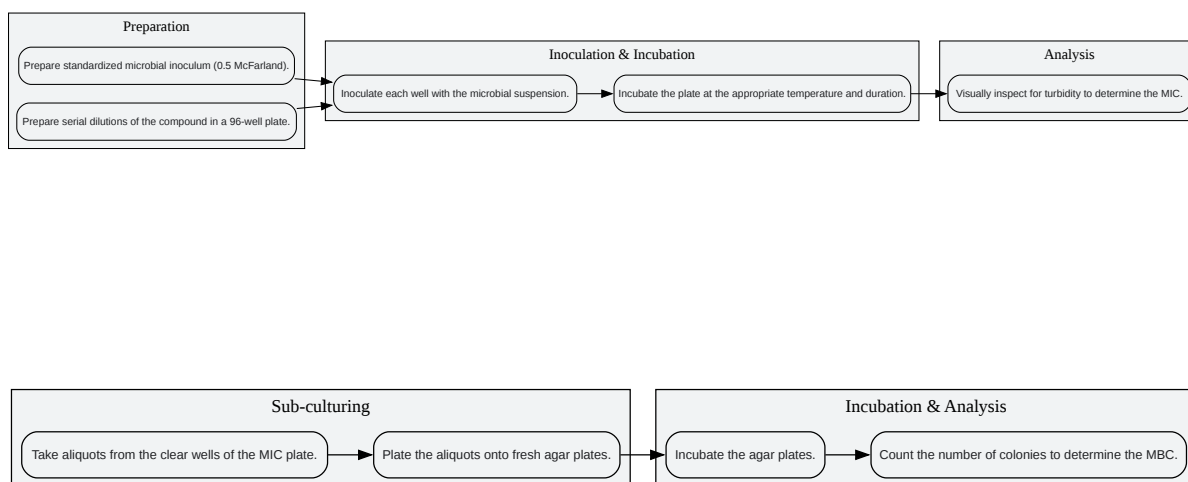 Preparation
Prepare standardized microbial inoculum (0.5 McFarland).
Prepare serial dilutions of the compound in a 96-well plate.
Inoculation & Incubation
Inoculate each well with the microbial suspension.
Incubate the plate at the appropriate temperature and duration.
Analysis
Visually inspect for turbidity to determine the MIC.
Sub-culturing
Take aliquots from the clear wells of the MIC plate.
Plate the aliquots onto fresh agar plates.
Incubation & Analysis
Incubate the agar plates.
Count the number of colonies to determine the MBC.